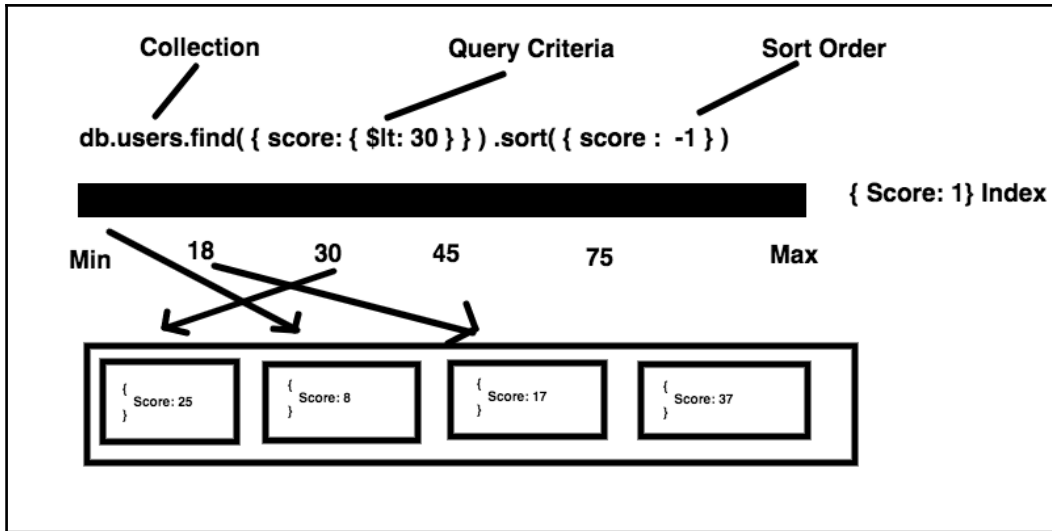 Collection Query Criteria Sort Order
db.users.find( { score: { $lt: 30 } } ) .sort( { score : -1 } )
{ Score: 1} Index
Min 18 30 45 75 Max
{
Score: 25
}
{
Score: 8
}
{
Score: 17
}
{
Score: 37
}